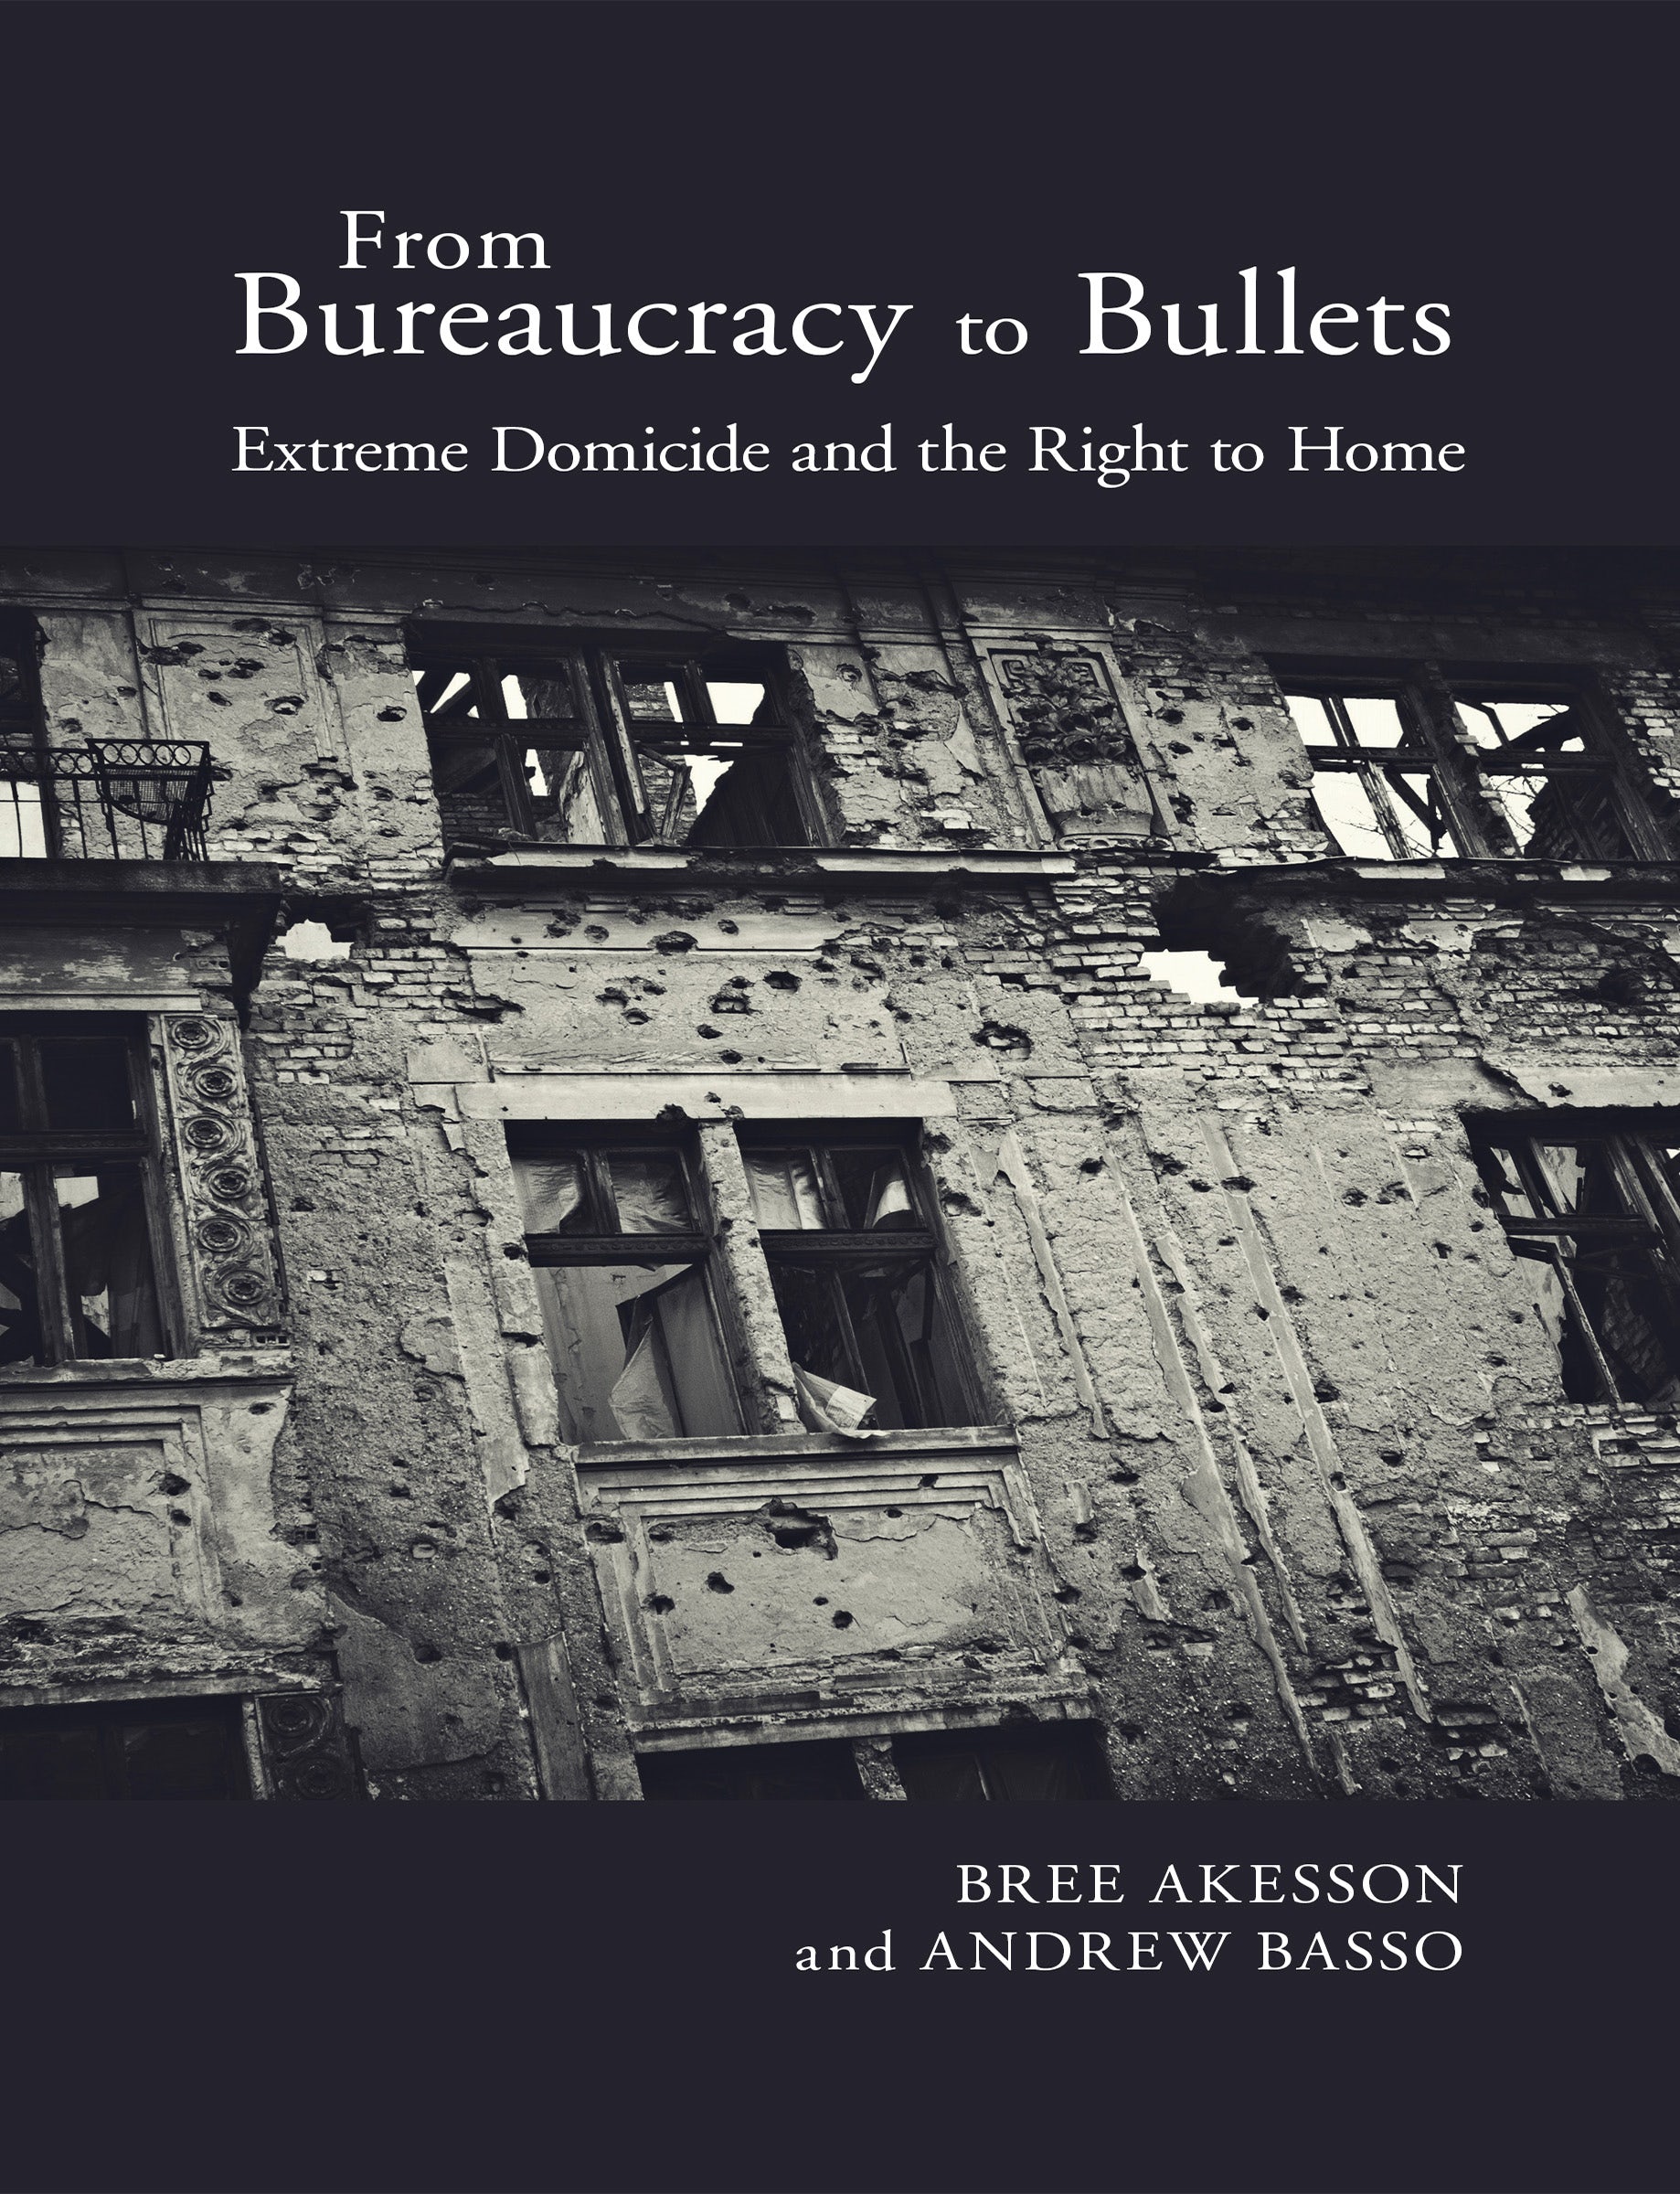 From
Bureaucracy to Bullets
Extreme Domicide and the Right to Home
BREE AKESSON
and ANDREW BASSO